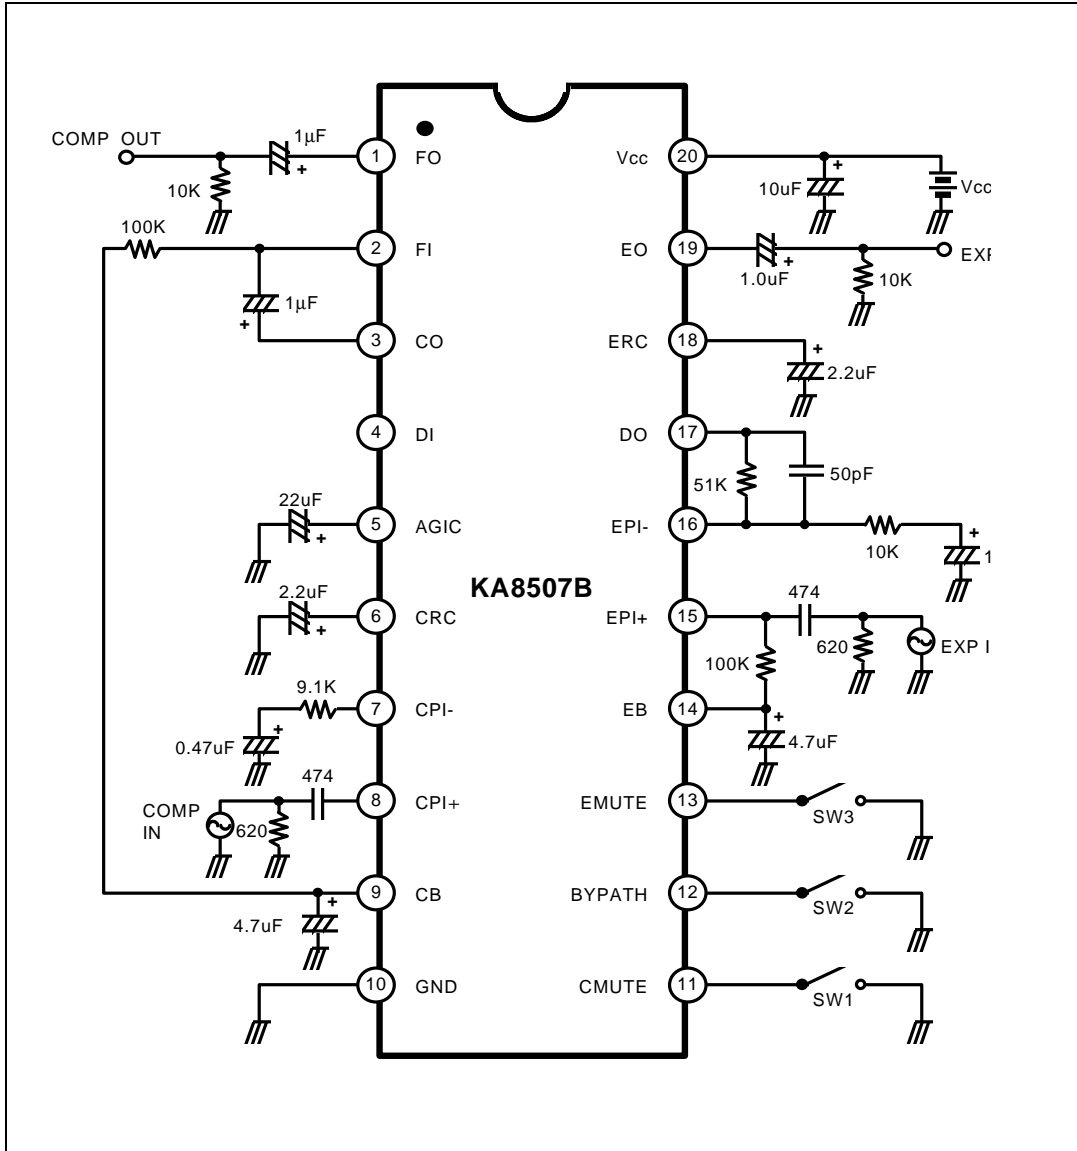 COMP OUT
1μF
+
1
FO
10K
100K
2
FI
1μF
+
3
CO
4
DI
22uF
+
5
AGIC
2.2uF
+
6
CRC
9.1K
7
CPI-
+
0.47uF
474
8
CPI+
COMP
IN
620
9
CB
+
4.7uF
10
GND
KA8507B
Vcc
20
+
10uF
Vcc
EO
19
+
1.0uF
10K
ERC
18
+
2.2uF
DO
17
51K
50pF
EPI-
16
10K
+
1
EPI+
15
474
620
EXP I
100K
EB
14
+
4.7uF
EMUTE
13
SW3
BYPATH
12
SW2
CMUTE
11
SW1